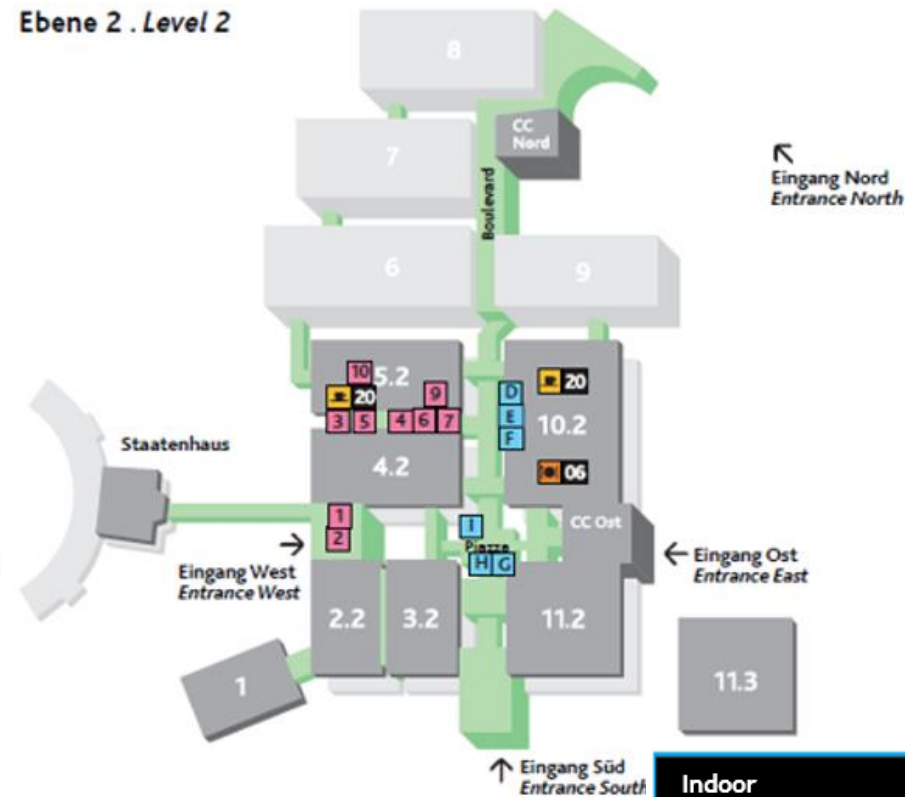 Ebene 2 . Level 2
8
CC
Nord
7
Eingang Nord
Entrance North
Boulevard
6
9
10
5.2
20
20
9
D
3
5
4
6
7
E
10.2
F
Staatenhaus
4.2
06
1
I
CC Ost
2
Piazza
Eingang West
Entrance West
H
G
Eingang Ost
Entrance East
2.2
3.2
11.2
1
11.3
Eingang Süd
Entrance South
Indoor